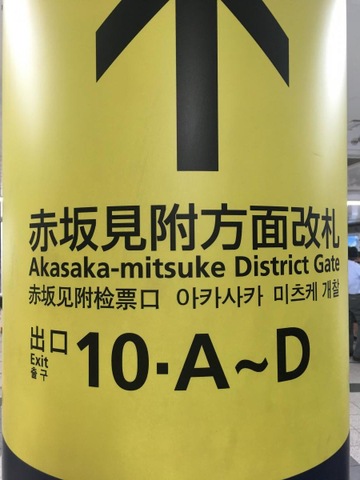 赤坂見附方面改札
Akasaka-mitsuke District Gate
赤坂见附检票口 아카사카 미츠케 개찰
出口
Exit
출구
10·A~D